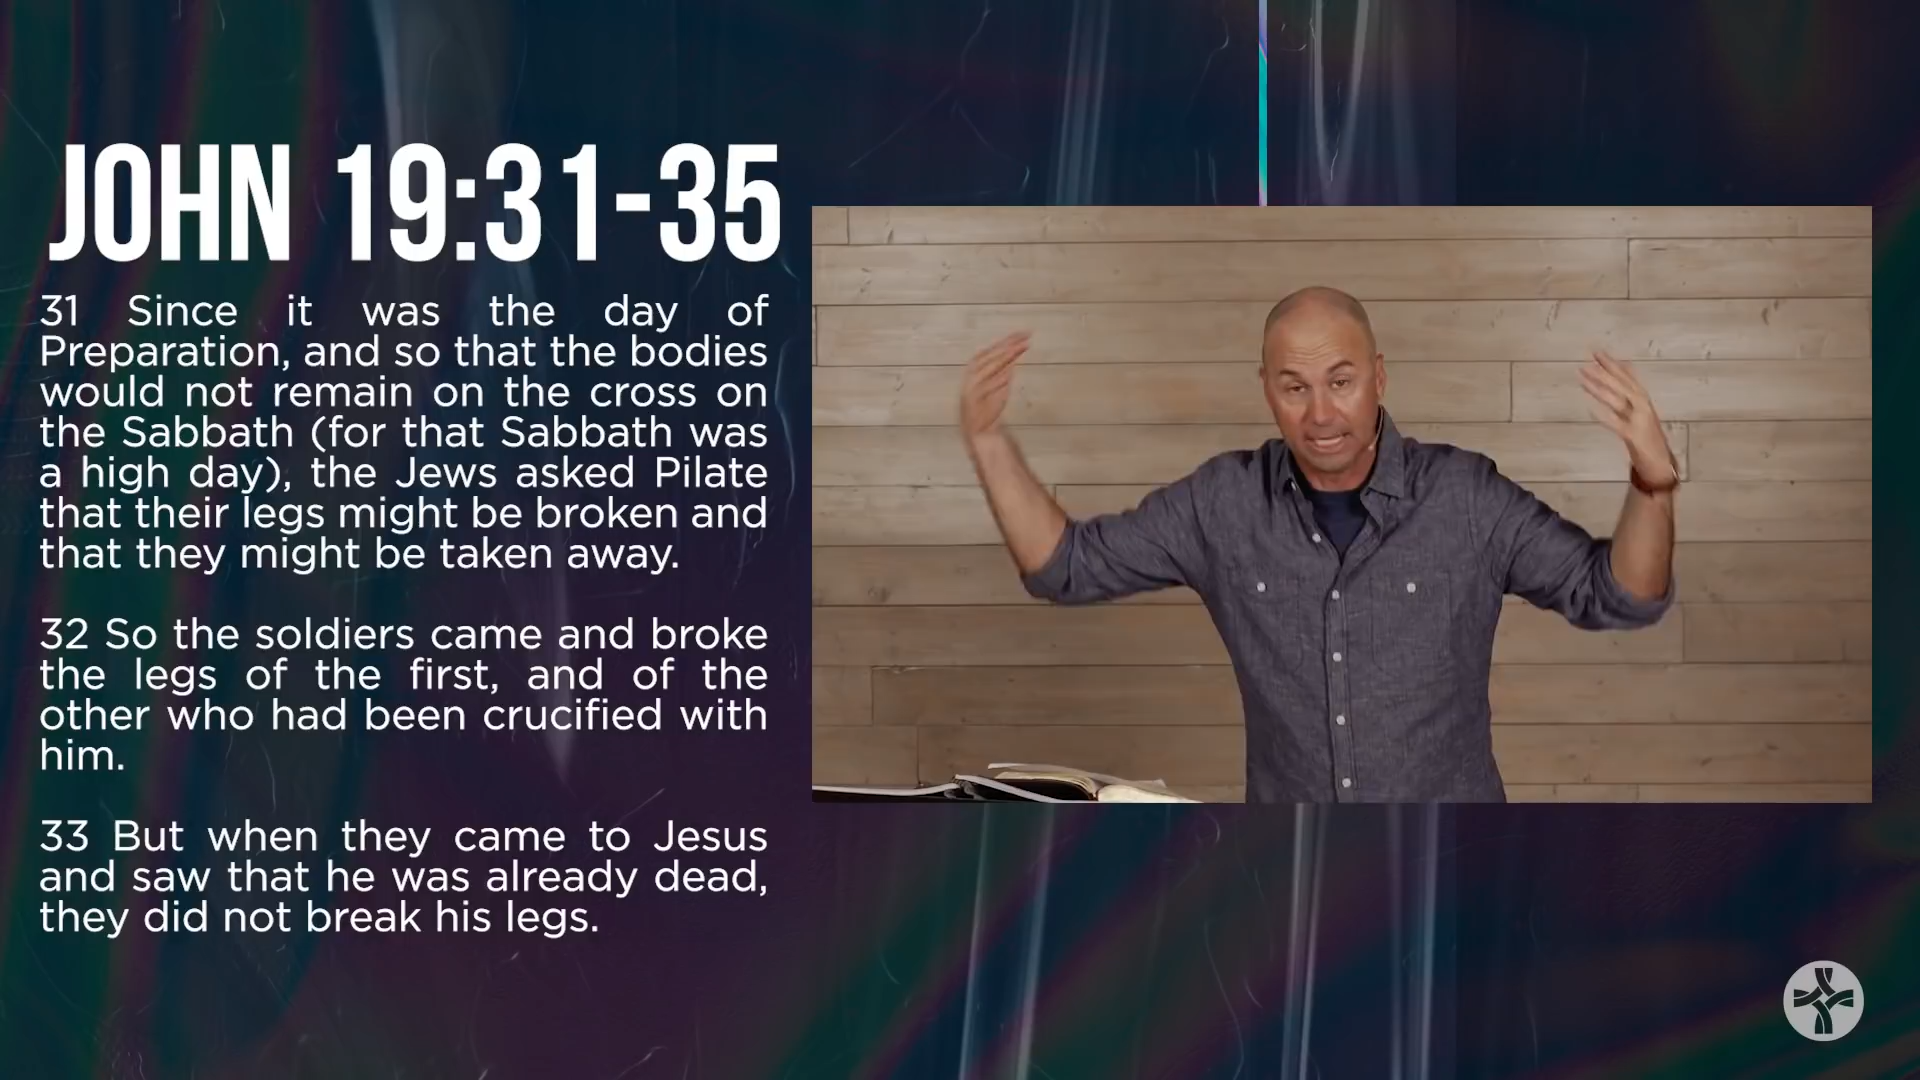 JOHN 19:31-35
31 Since it was the day of
Preparation, and so that the bodies
would not remain on the cross on
the Sabbath (for that Sabbath was
a high day), the Jews asked Pilate
that their legs might be broken and
that they might be taken away.
32 So the soldiers came and broke
the legs of the first, and of the
other who had been crucified with
him.
33 But when they came to Jesus
and saw that he was already dead,
they did not break his legs.